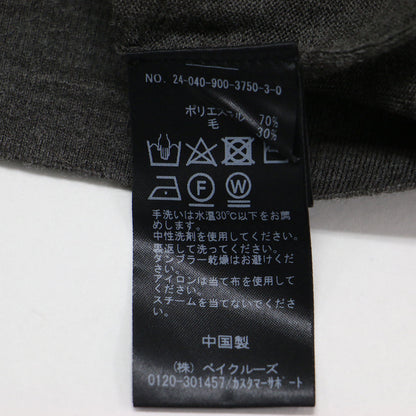 NO. 24-040-900-3750-3-0
ポリエステル 70%
毛 30%
F W
手洗いは水温30℃以下をお薦
めします。
中性洗剤を使用してください。
裏返して洗ってください。
タンブラー乾燥はお避けくださ
い。
アイロンは当て布を使用して
スチームを当てないでくださ
い。
中国製
(株) ベイクルーズ
0120-301457/カスタマーサポート